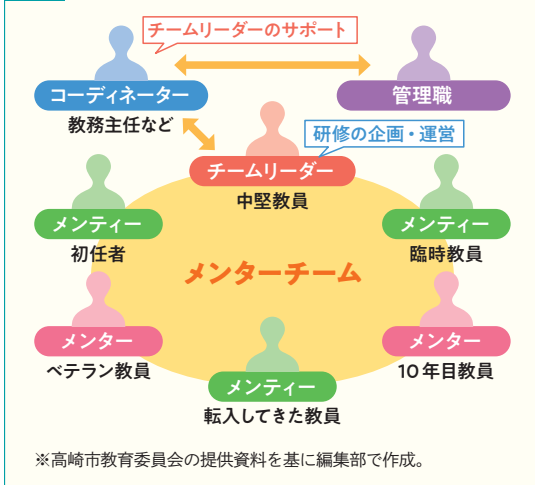 チームリーダーのサポート
コーディネーター
管理職
教務主任など
研修の企画・運営
チームリーダー
中堅教員
メンティー
初任者
メンティー
臨時教員
メンターチーム
メンター
ベテラン教員
メンター
10年目教員
メンティー
転入してきた教員
※高崎市教育委員会の提供資料を基に編集部で作成。